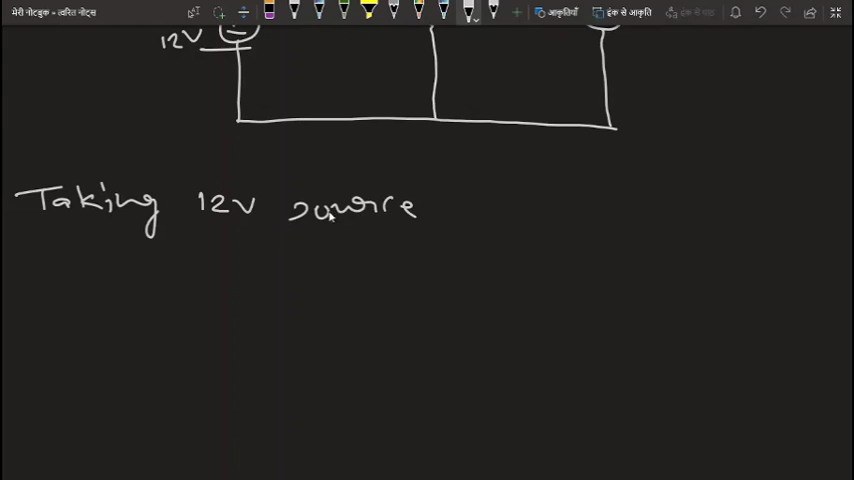 मेरी नोटबुक – त्वरित नोट्स
आकृतियाँ
इंक से आकृति
इंक से पाठ
12V
Taking 12V source